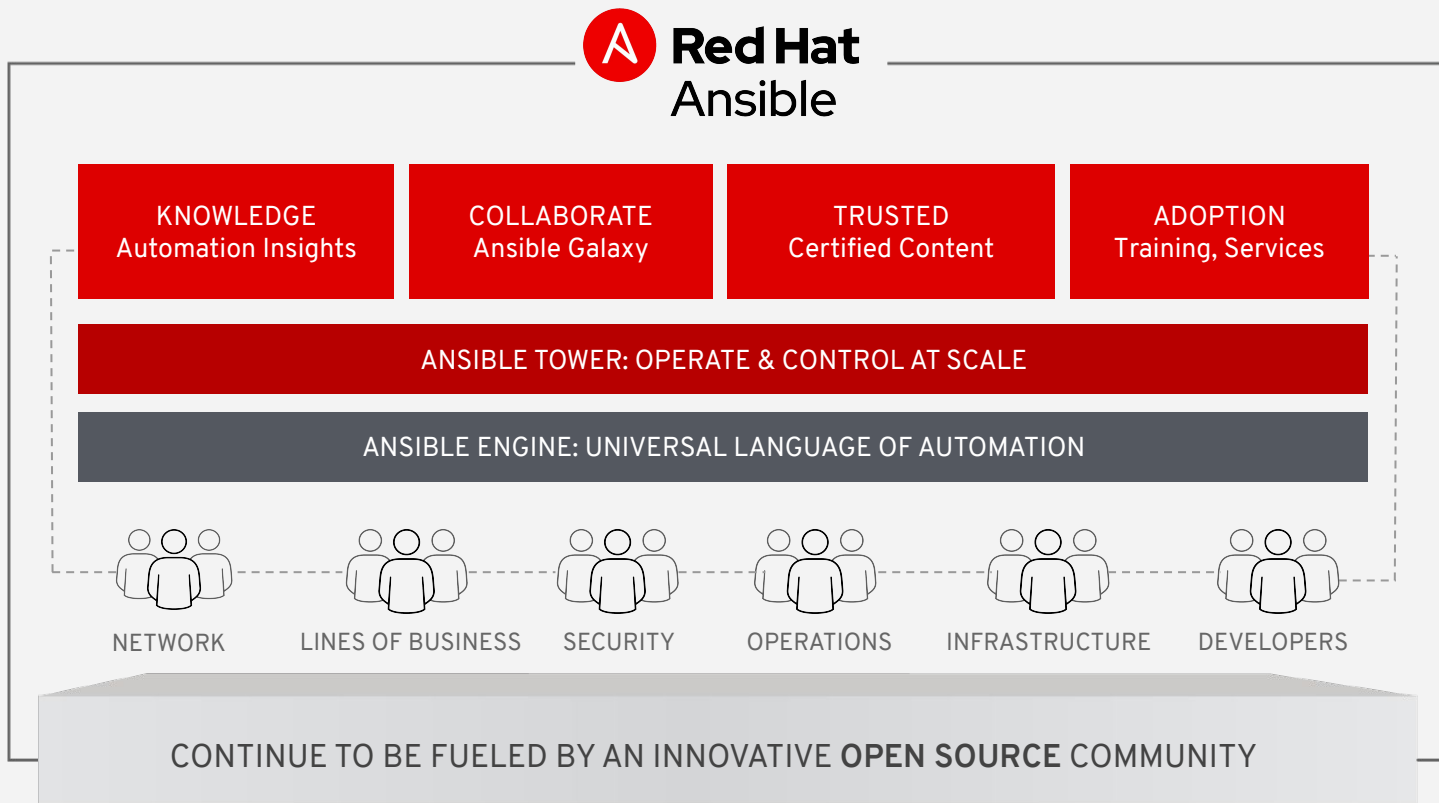 Red Hat
Ansible
KNOWLEDGE
Automation Insights
COLLABORATE
Ansible Galaxy
TRUSTED
Certified Content
ADOPTION
Training, Services
ANSIBLE TOWER: OPERATE & CONTROL AT SCALE
ANSIBLE ENGINE: UNIVERSAL LANGUAGE OF AUTOMATION
NETWORK
LINES OF BUSINESS
SECURITY
OPERATIONS
INFRASTRUCTURE
DEVELOPERS
CONTINUE TO BE FUELED BY AN INNOVATIVE OPEN SOURCE COMMUNITY